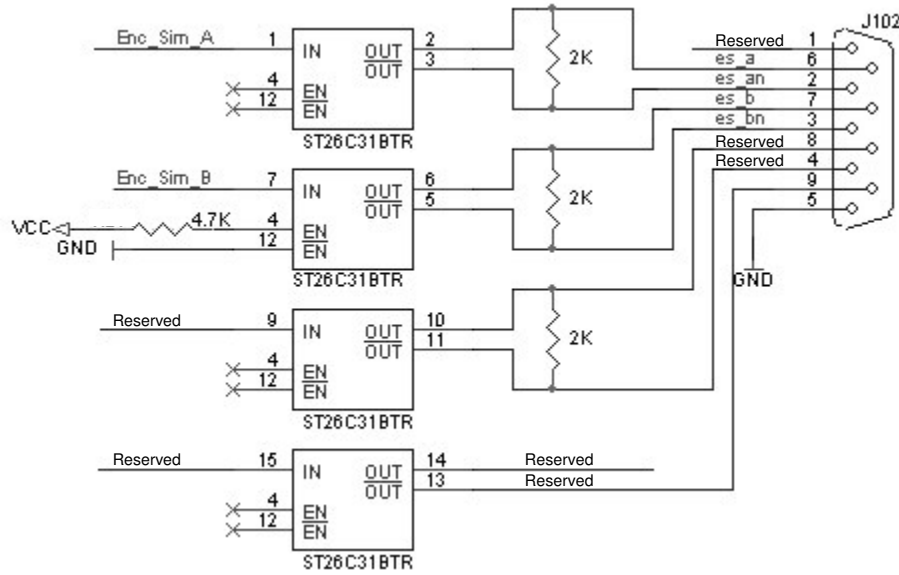 J102
Enc_Sim_A 1 IN OUT 2 Reserved 1
OUT 3 2K es_a 6
4 EN es_an 2
12 EN es_b 7
ST26C31BTR es_bn 3
Reserved 8
Enc_Sim_B 7 IN OUT 6 Reserved 4
OUT 5 2K 9
VCC 4.7K 4 EN 5
GND 12 EN
ST26C31BTR GND
Reserved 9 IN OUT 10
OUT 11 2K
4 EN
12 EN
ST26C31BTR
Reserved 15 IN OUT 14 Reserved
OUT 13 Reserved
4 EN
12 EN
ST26C31BTR